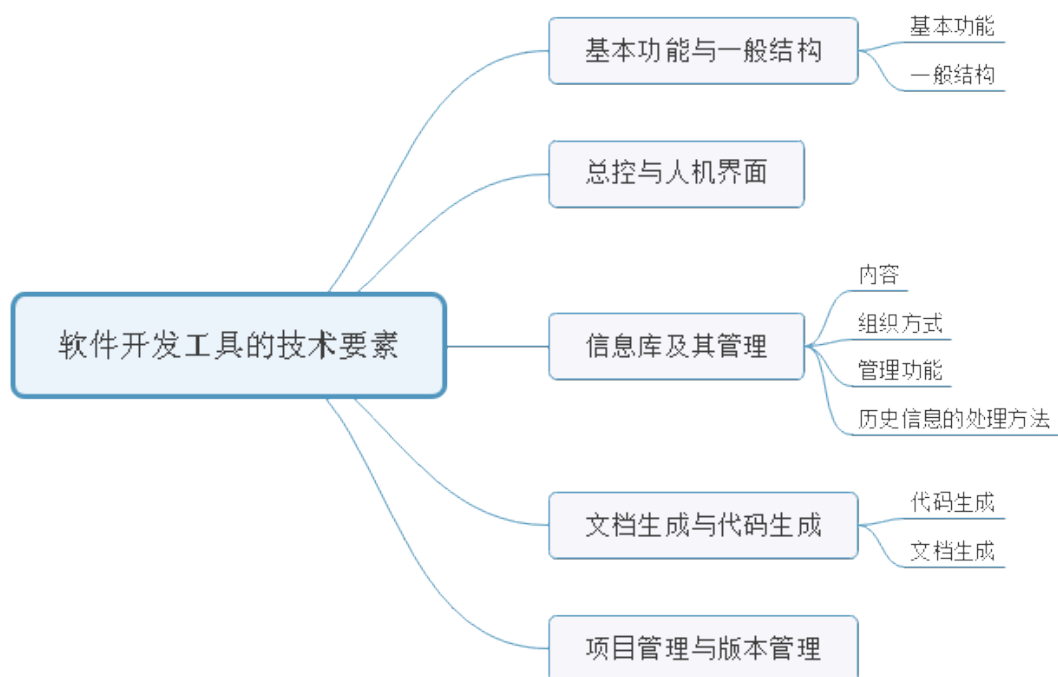 软件开发工具的技术要素
基本功能与一般结构
基本功能
一般结构
总控与人机界面
信息库及其管理
内容
组织方式
管理功能
历史信息的处理方法
文档生成与代码生成
代码生成
文档生成
项目管理与版本管理